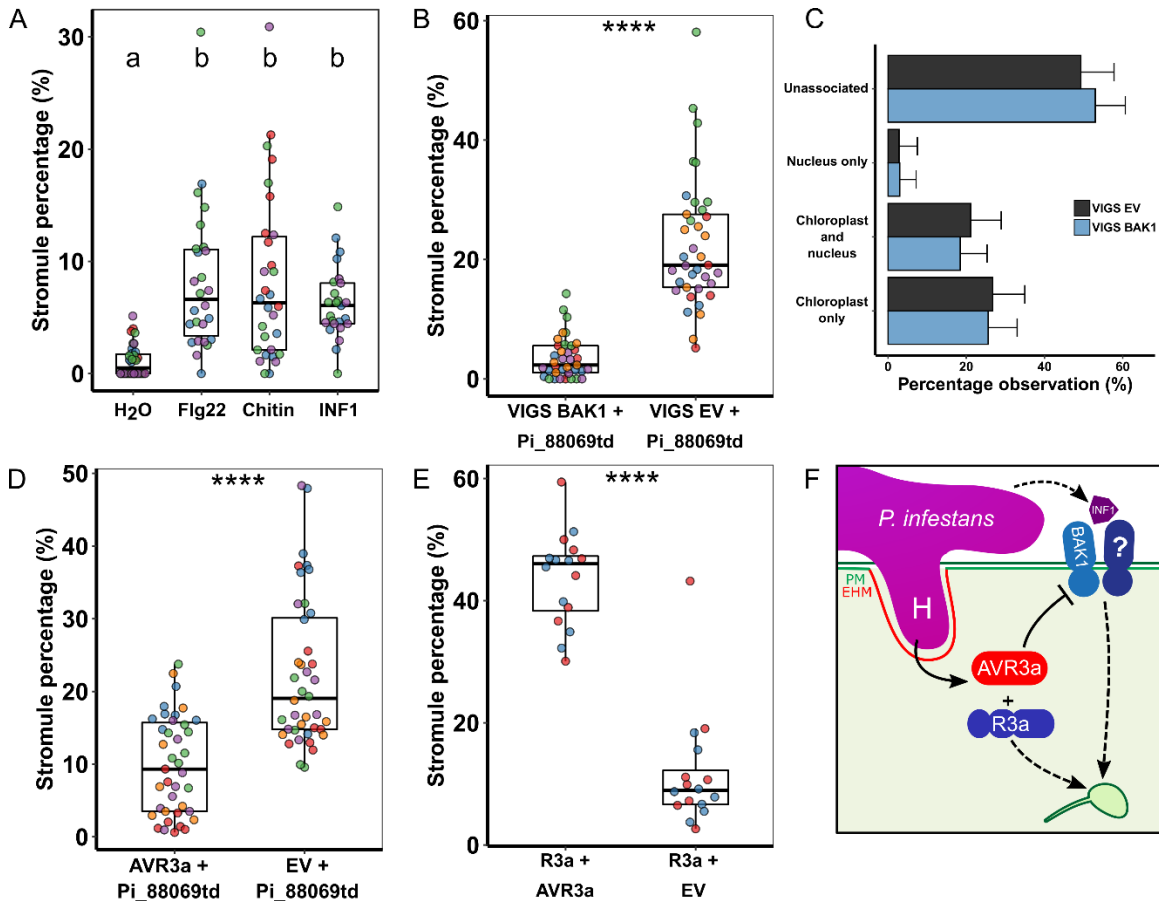 A
Stromule percentage (%)
30
20
10
0
a b b b
H2O Flg22 Chitin INF1
B
Stromule percentage (%)
60
40
20
0
****
VIGS BAK1 + VIGS EV +
Pi_88069td Pi_88069td
C
Unassociated
Nucleus only
Chloroplast
and
nucleus
Chloroplast
only
VIGS EV
VIGS BAK1
0 20 40 60
Percentage observation (%)
D
Stromule percentage (%)
50
40
30
20
10
0
****
AVR3a + EV +
Pi_88069td Pi_88069td
E
Stromule percentage (%)
60
40
20
0
****
R3a + R3a +
AVR3a EV
F
P. infestans
INF1
BAK1
?
PM
EHM
H
AVR3a
+
R3a